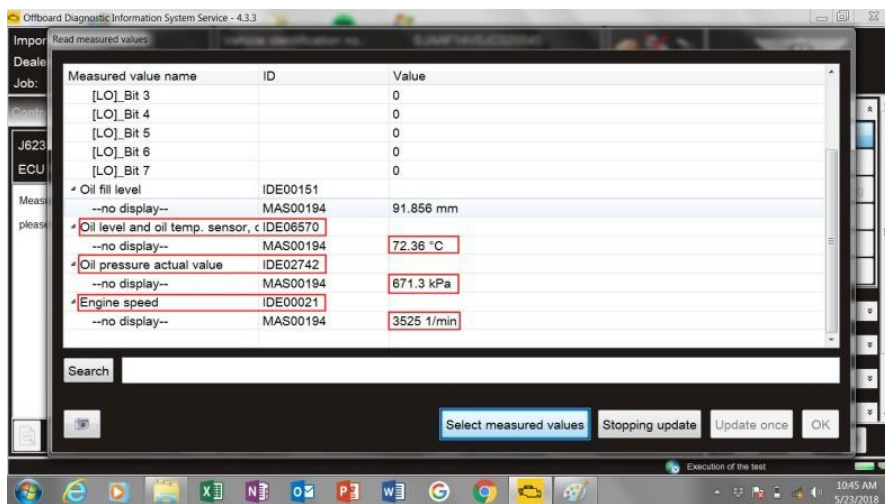 Offboard Diagnostic Information System Service - 4.3.3
Impor
Read measured values
Vehicle identification no.:
Deale
Job:
Measured value name ID Value
[LO]_Bit 3 0
[LO]_Bit 4 0
[LO]_Bit 5 0
[LO]_Bit 6 0
[LO]_Bit 7 0
Oil fill level IDE00151
--no display-- MAS00194 91.856 mm
Oil level and oil temp. sensor, c IDE06570
--no display-- MAS00194 72.36 °C
Oil pressure actual value IDE02742
--no display-- MAS00194 671.3 kPa
Engine speed IDE00021
--no display-- MAS00194 3525 1/min
Contr
J623
ECU
Meas
please
Search
Select measured values Stopping update Update once OK
Execution of the test
10:45 AM
5/23/2018